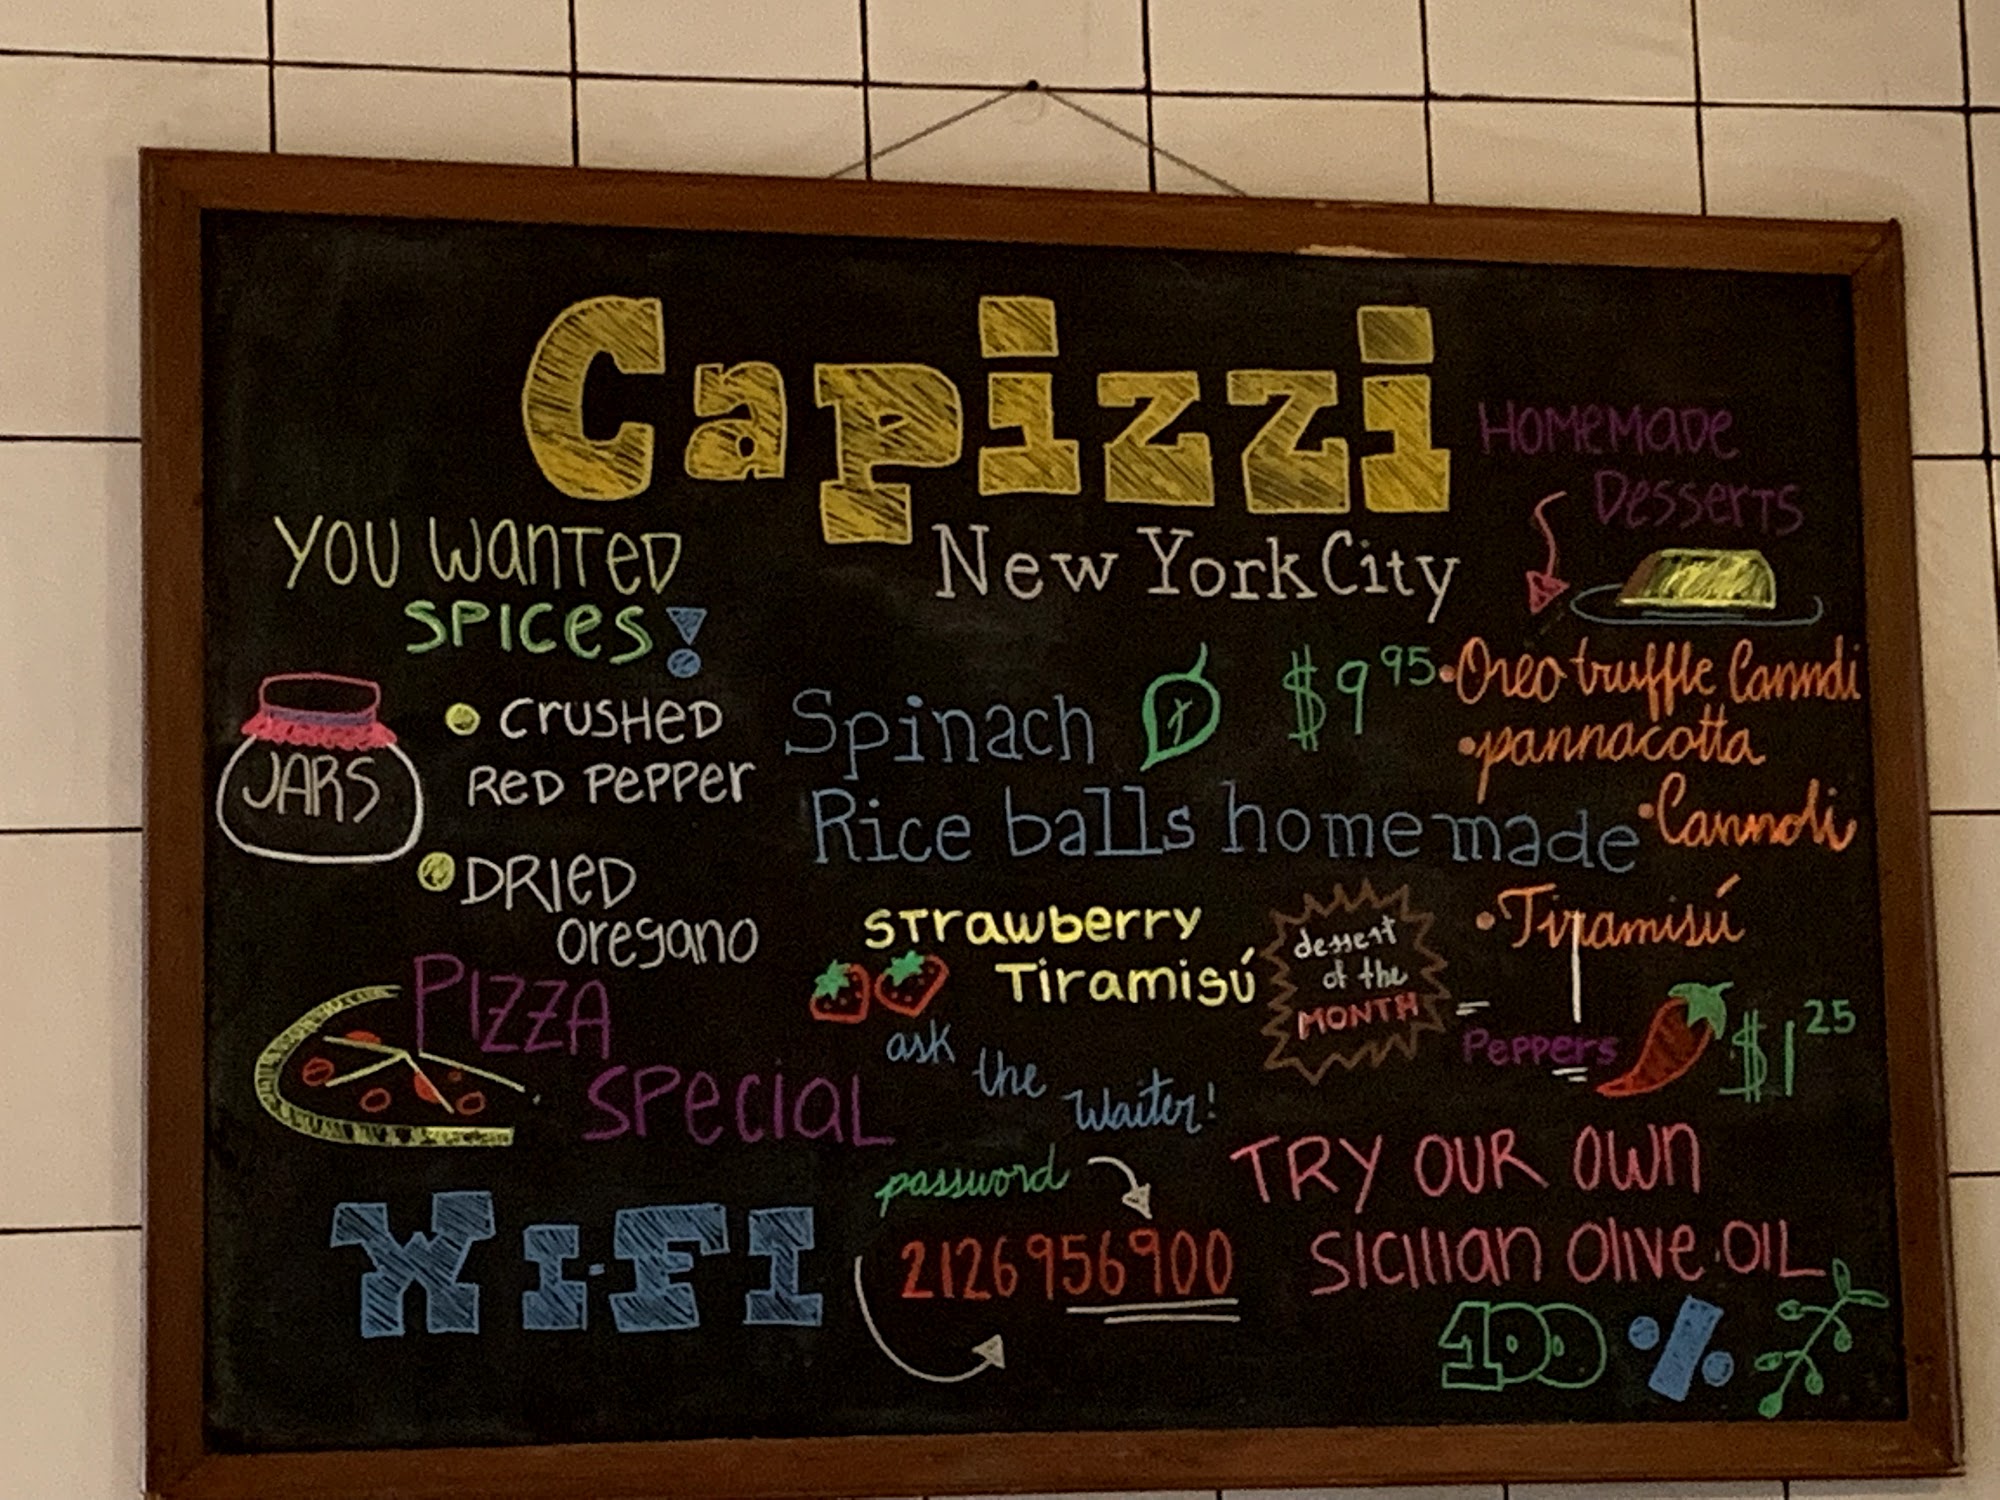 Capizzi
New York City
HOMEMADE
DESSERTS
YOU WANTED
SPICES!
JARS
CRUSHED
RED PEPPER
DRIED
oregano
Spinach $9 95
Rice balls homemade
• Oreo truffle Cannoli
• pannacotta
• Cannoli
• Tiramisú
Strawberry
Tiramisú
ask the Waiter!
dessert
of the
MONTH
Peppers $1 25
PIZZA
SPECIAL
WI-FI
password
2126956900
TRY OUR OWN
SICILIAN OLIVE OIL
100 %